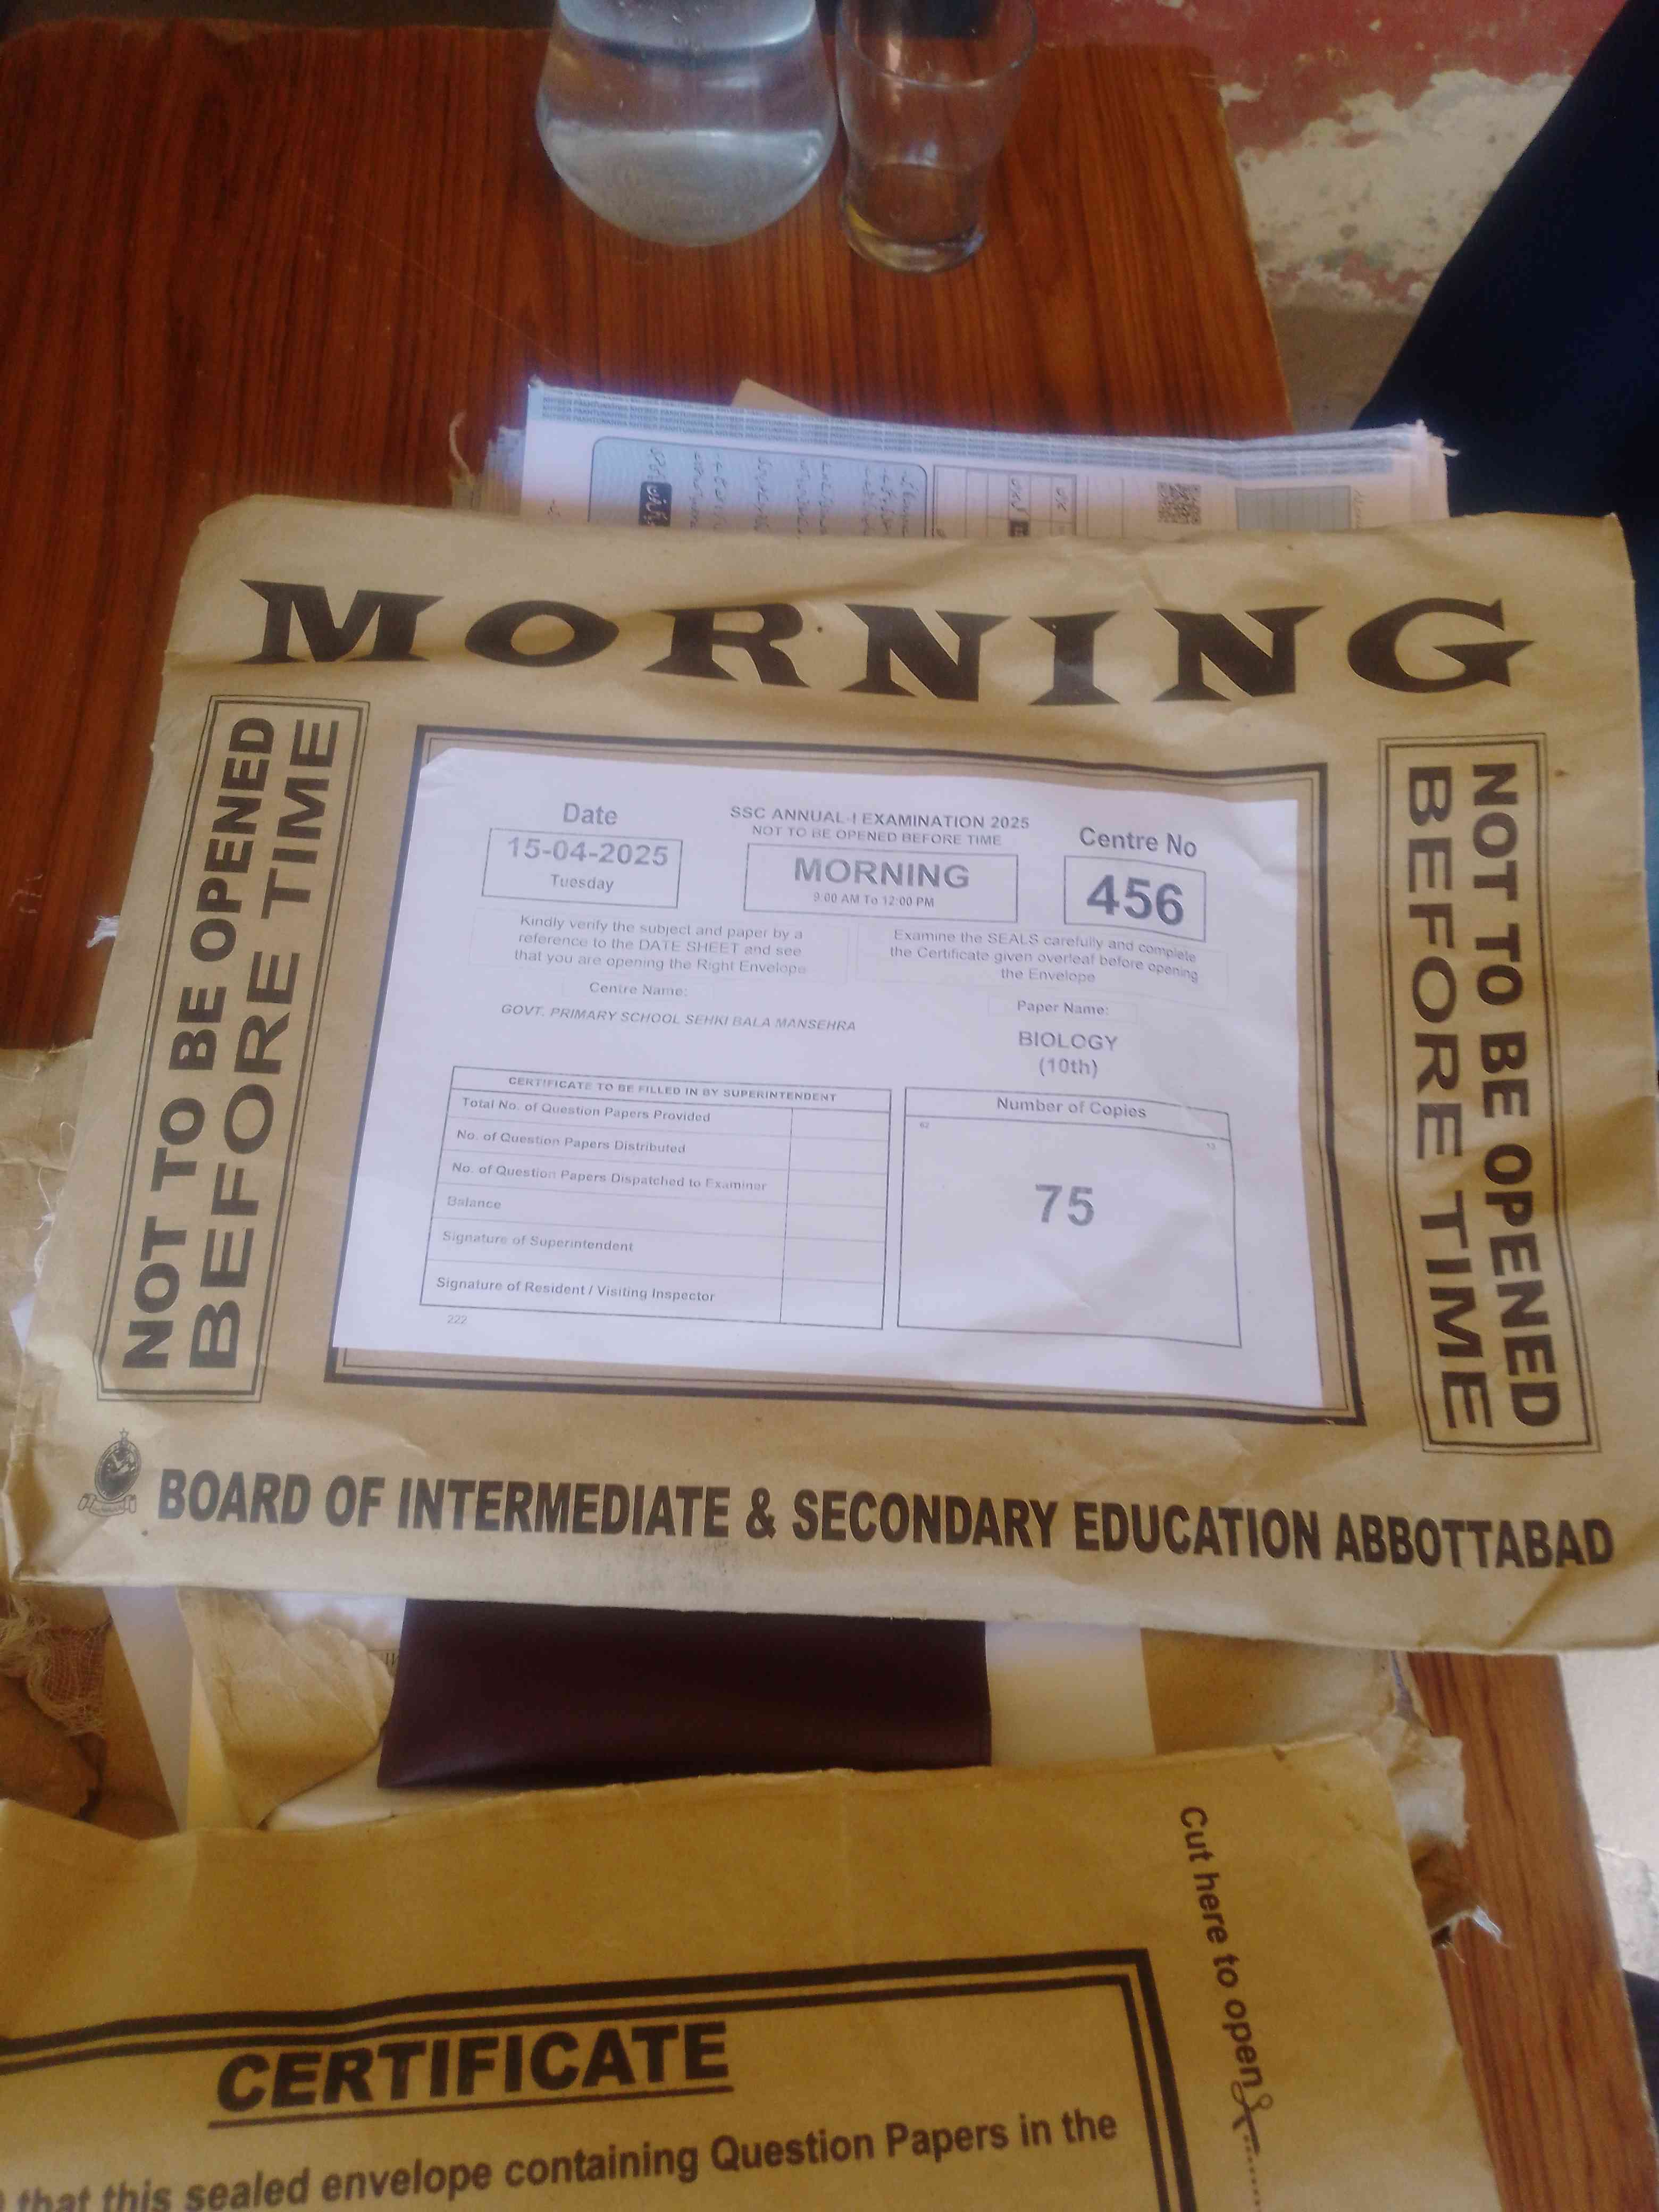 MORNING
NOT TO BE OPENED
BEFORE TIME
Date
15-04-2025
Tuesday
SSC ANNUAL-I EXAMINATION 2025
NOT TO BE OPENED BEFORE TIME
MORNING
9:00 AM To 12:00 PM
Centre No
456
Kindly verify the subject and paper by a
reference to the DATE SHEET and see
that you are opening the Right Envelope
Examine the SEALS carefully and complete
the Certificate given overleaf before opening
the Envelope
Centre Name:
GOVT. PRIMARY SCHOOL SEHKI BALA MANSEHRA
Paper Name:
BIOLOGY
(10th)
CERTIFICATE TO BE FILLED IN BY SUPERINTENDENT
Total No. of Question Papers Provided
No. of Question Papers Distributed
No. of Question Papers Dispatched to Examiner
Balance
Signature of Superintendent
Signature of Resident / Visiting Inspector
222
Number of Copies
75
NOT TO BE OPENED
BEFORE TIME
BOARD OF INTERMEDIATE & SECONDARY EDUCATION ABBOTTABAD
Cut here to open
CERTIFICATE
that this sealed envelope containing Question Papers in the